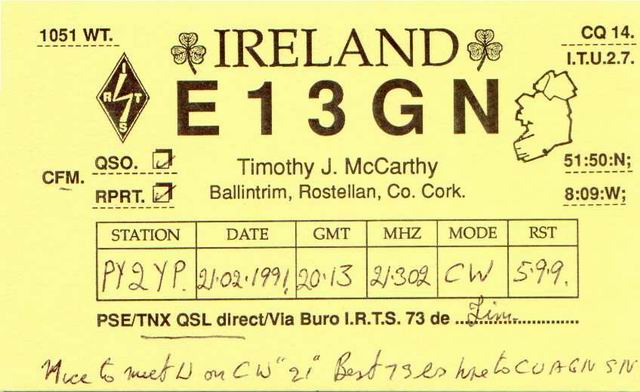 1051 WT.
IRELAND
CQ 14.
I.T.U.2.7.
I
R T
S
E13GN
CFM.
QSO. ☑
RPRT. ☑
Timothy J. McCarthy
Ballintrim, Rostellan, Co. Cork.
51:50:N;
8:09:W;
STATION DATE GMT MHZ MODE RST
PY2YP. 21.02.1991, 20.13 21.302 CW 5.9.9.
PSE/TNX QSL direct/Via Buro I.R.T.S. 73 de ....Tim.............
Nice to meet U on CW "21" Best 73 es hpe to CU AGN SN